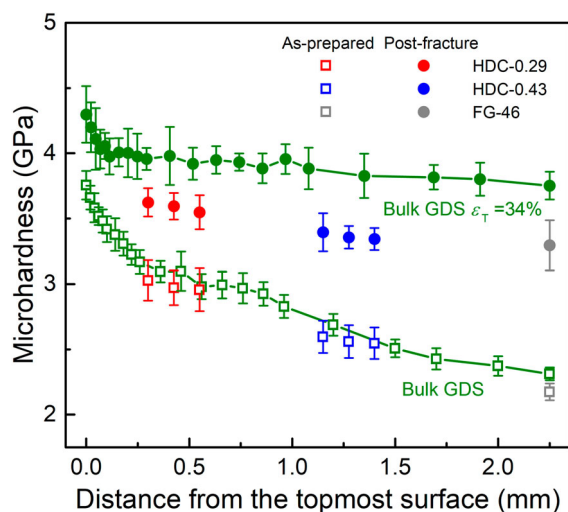 As-prepared Post-fracture
HDC-0.29
HDC-0.43
FG-46
Bulk GDS ε_T =34%
Bulk GDS
Microhardness (GPa)
5
4
3
2
0.0 0.5 1.0 1.5 2.0
Distance from the topmost surface (mm)